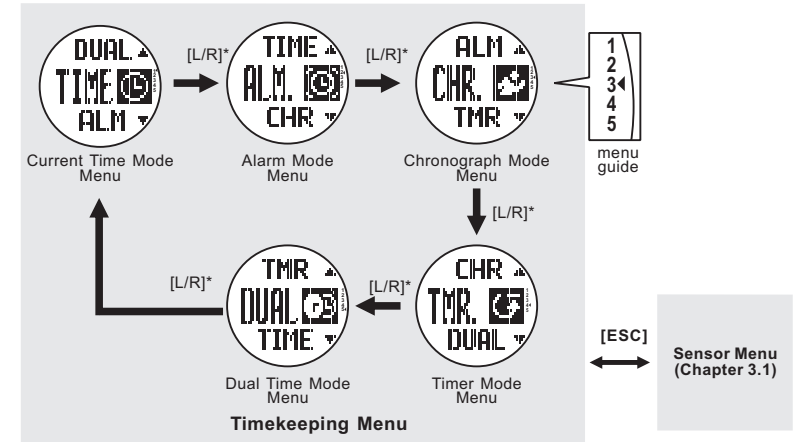 DUAL
TIME
ALM
[L/R]*
TIME
ALM.
CHR
[L/R]*
ALM
CHR.
TMR
1
2
3
4
5
menu
guide
Current Time Mode
Menu
Alarm Mode
Menu
Chronograph Mode
Menu
[L/R]*
[L/R]*
TMR
DUAL
TIME
[L/R]*
CHR
TMR.
DUAL
Dual Time Mode
Menu
Timer Mode
Menu
[ESC]
Sensor Menu
(Chapter 3.1)
Timekeeping Menu